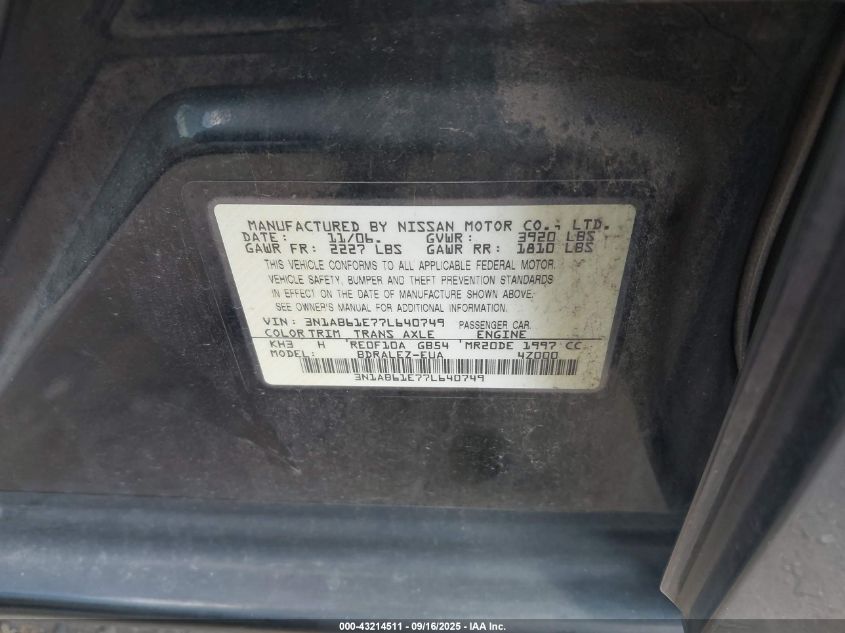 MANUFACTURED BY NISSAN MOTOR CO., LTD.
DATE: 11/06. GVWR: 3920 LBS
GAWR FR: 2227 LBS GAWR RR: 1810 LBS
THIS VEHICLE CONFORMS TO ALL APPLICABLE FEDERAL MOTOR
VEHICLE SAFETY, BUMPER AND THEFT PREVENTION STANDARDS
IN EFFECT ON THE DATE OF MANUFACTURE SHOWN ABOVE.
SEE OWNER'S MANUAL FOR ADDITIONAL INFORMATION.
VIN: 3N1AB61E77L640749 PASSENGER CAR.
COLOR TRIM TRANS AXLE ENGINE
KH3 H 'RE0F10A GB54 'MR20DE 1997 CC
MODEL: BDRALEZ-EUA 4Z000
3N1AB61E77L640749
000-43214511 - 09/16/2025 - IAA Inc.